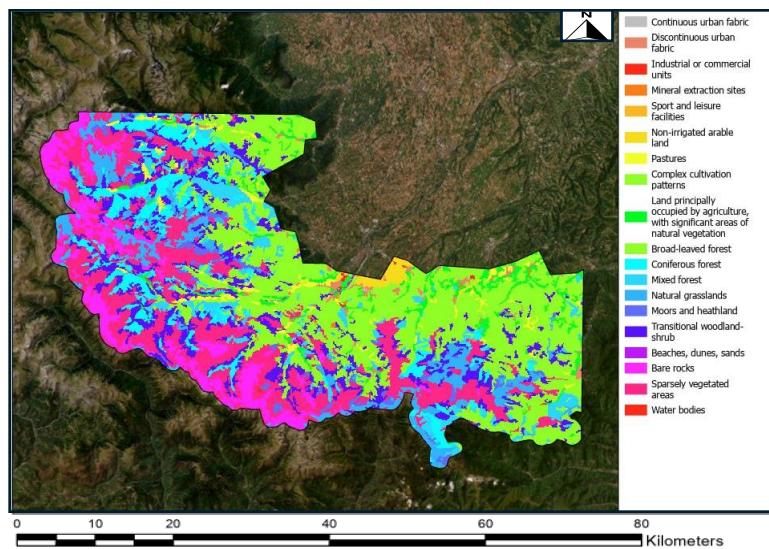 N
Continuous urban fabric
Discontinuous urban
fabric
Industrial or commercial
units
Mineral extraction sites
Sport and leisure
facilities
Non-irrigated arable
land
Pastures
Complex cultivation
patterns
Land principally
occupied by agriculture,
with significant areas of
natural vegetation
Broad-leaved forest
Coniferous forest
Mixed forest
Natural grasslands
Moors and heathland
Transitional woodland-
shrub
Beaches, dunes, sands
Bare rocks
Sparsely vegetated
areas
Water bodies
0 10 20 40 60 80
Kilometers